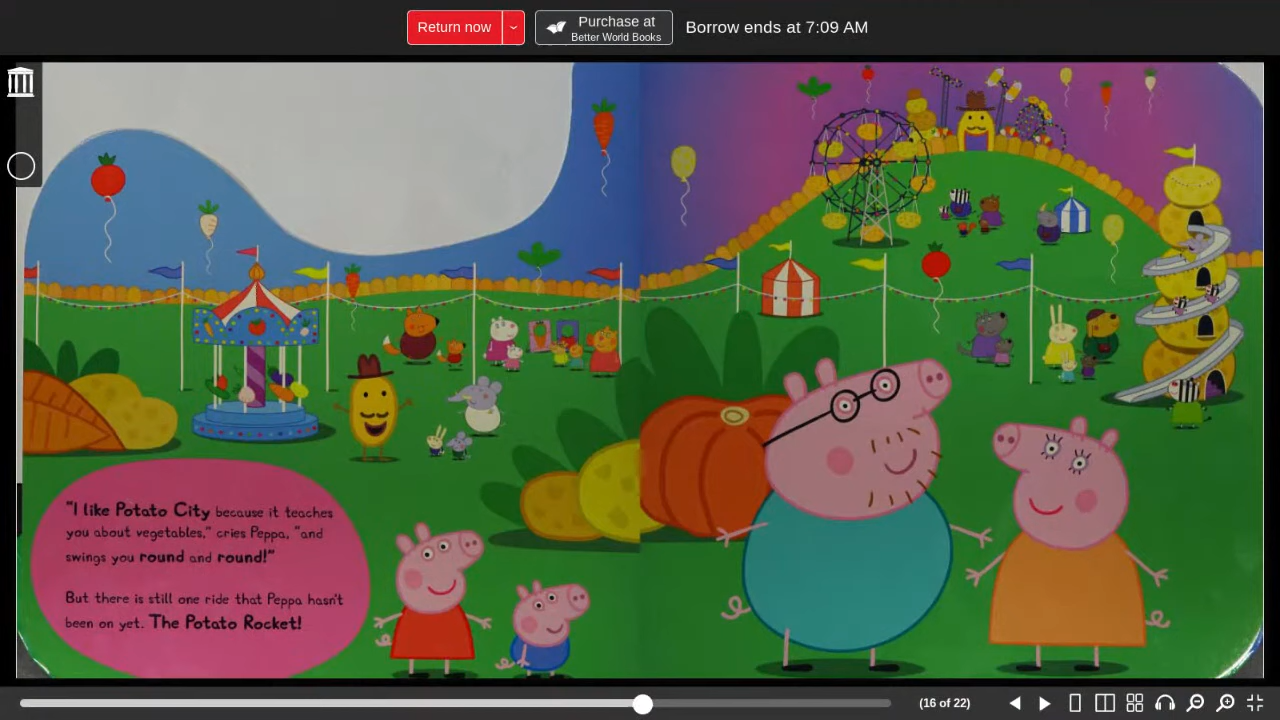 Return now
Purchase at
Better World Books
Borrow ends at 7:09 AM
"I like Potato City because it teaches
you about vegetables," cries Peppa, "and
swings you round and round!"
But there is still one ride that Peppa hasn't
been on yet. The Potato Rocket!
(16 of 22)